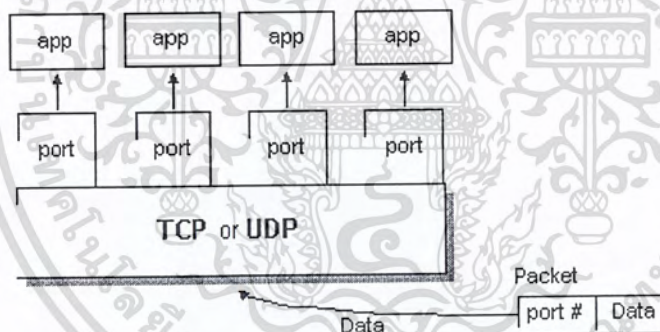 app app app app
port port port port
TCP or UDP
Packet
port # Data
Data